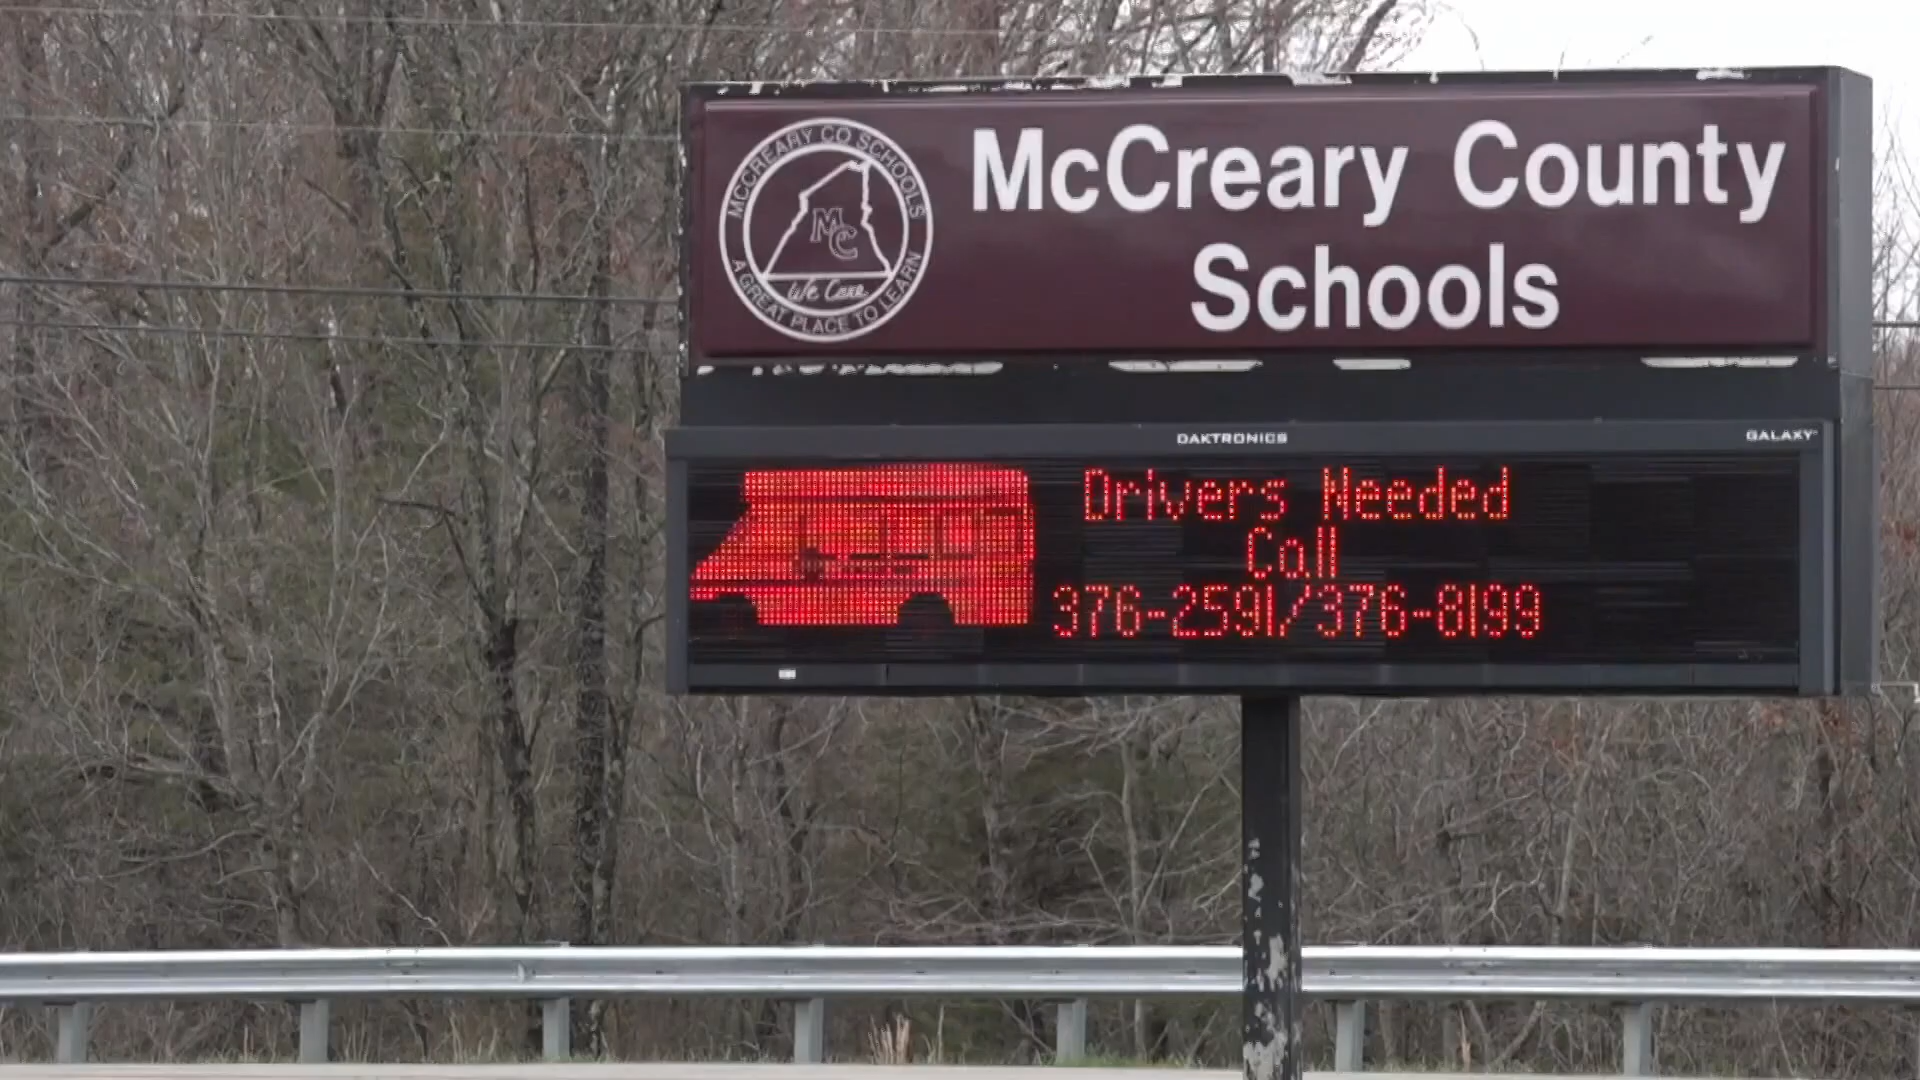 MCCREARY CO SCHOOLS
MC
We Care
A GREAT PLACE TO LEARN
McCreary County
Schools
DAKTRONICS
GALAXY
Drivers Needed
Call
376-2591/376-8199